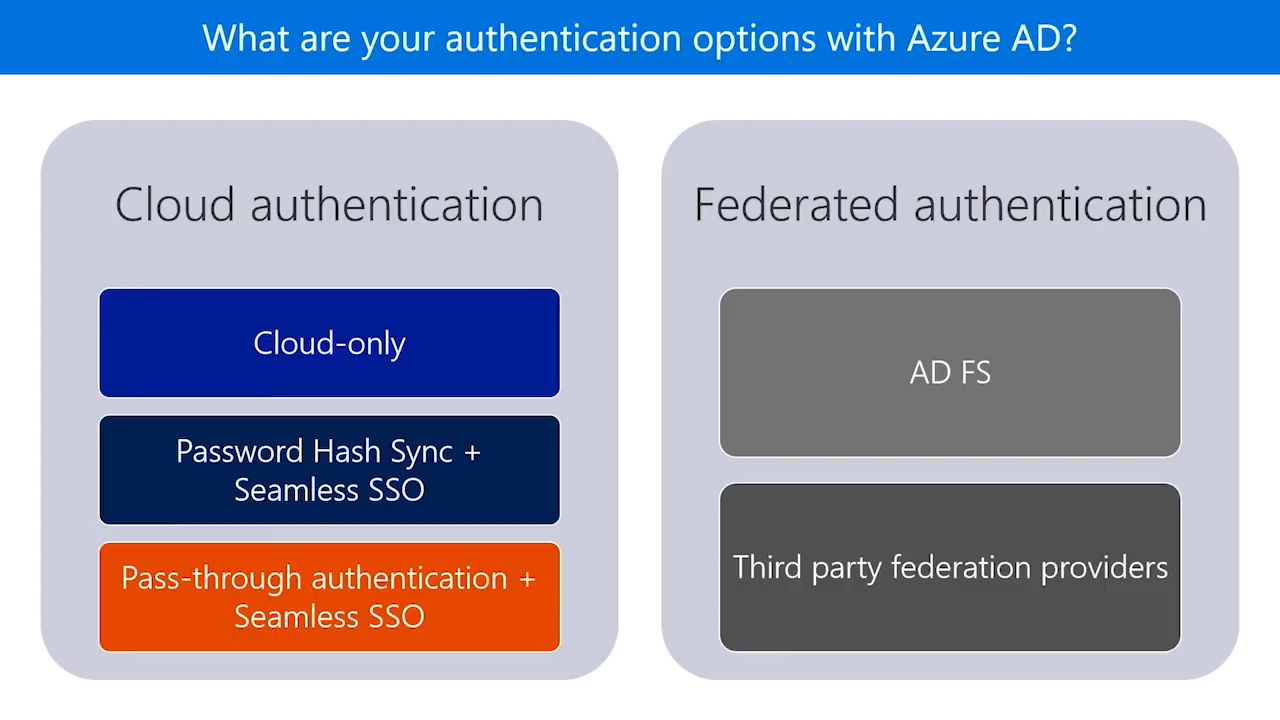 What are your authentication options with Azure AD?
Cloud authentication
Cloud-only
Password Hash Sync +
Seamless SSO
Pass-through authentication +
Seamless SSO
Federated authentication
AD FS
Third party federation providers